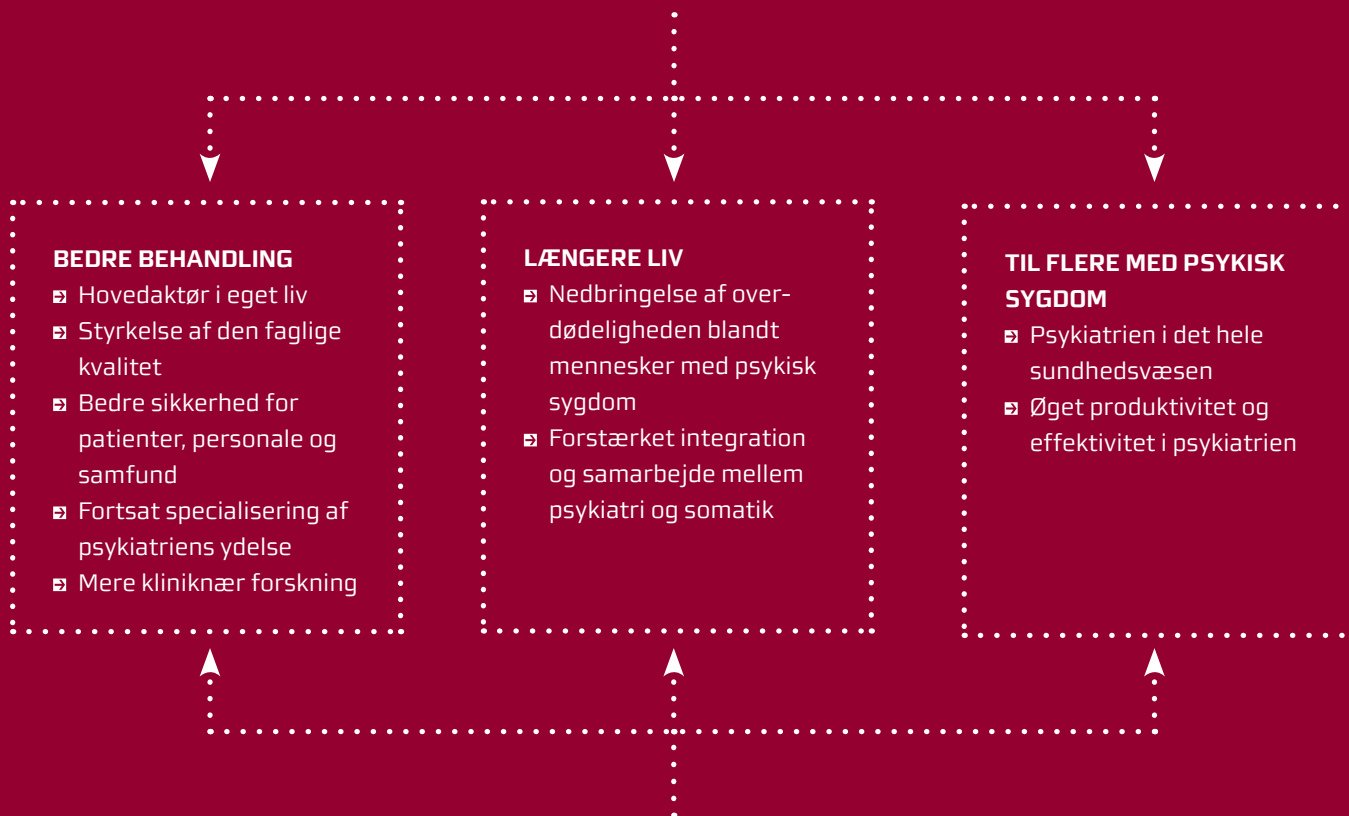 BEDRE BEHANDLING
Hovedaktør i eget liv
Styrkelse af den faglige
kvalitet
Bedre sikkerhed for
patienter, personale og
samfund
Fortsat specialisering af
psykiatriens ydelse
Mere kliniknær forskning
LÆNGERE LIV
Nedbringelse af over-
dødeligheden blandt
mennesker med psykisk
sygdom
Forstærket integration
og samarbejde mellem
psykiatri og somatik
TIL FLERE MED PSYKISK
SYGDOM
Psykiatrien i det hele
sundhedsvæsen
Øget produktivitet og
effektivitet i psykiatrien